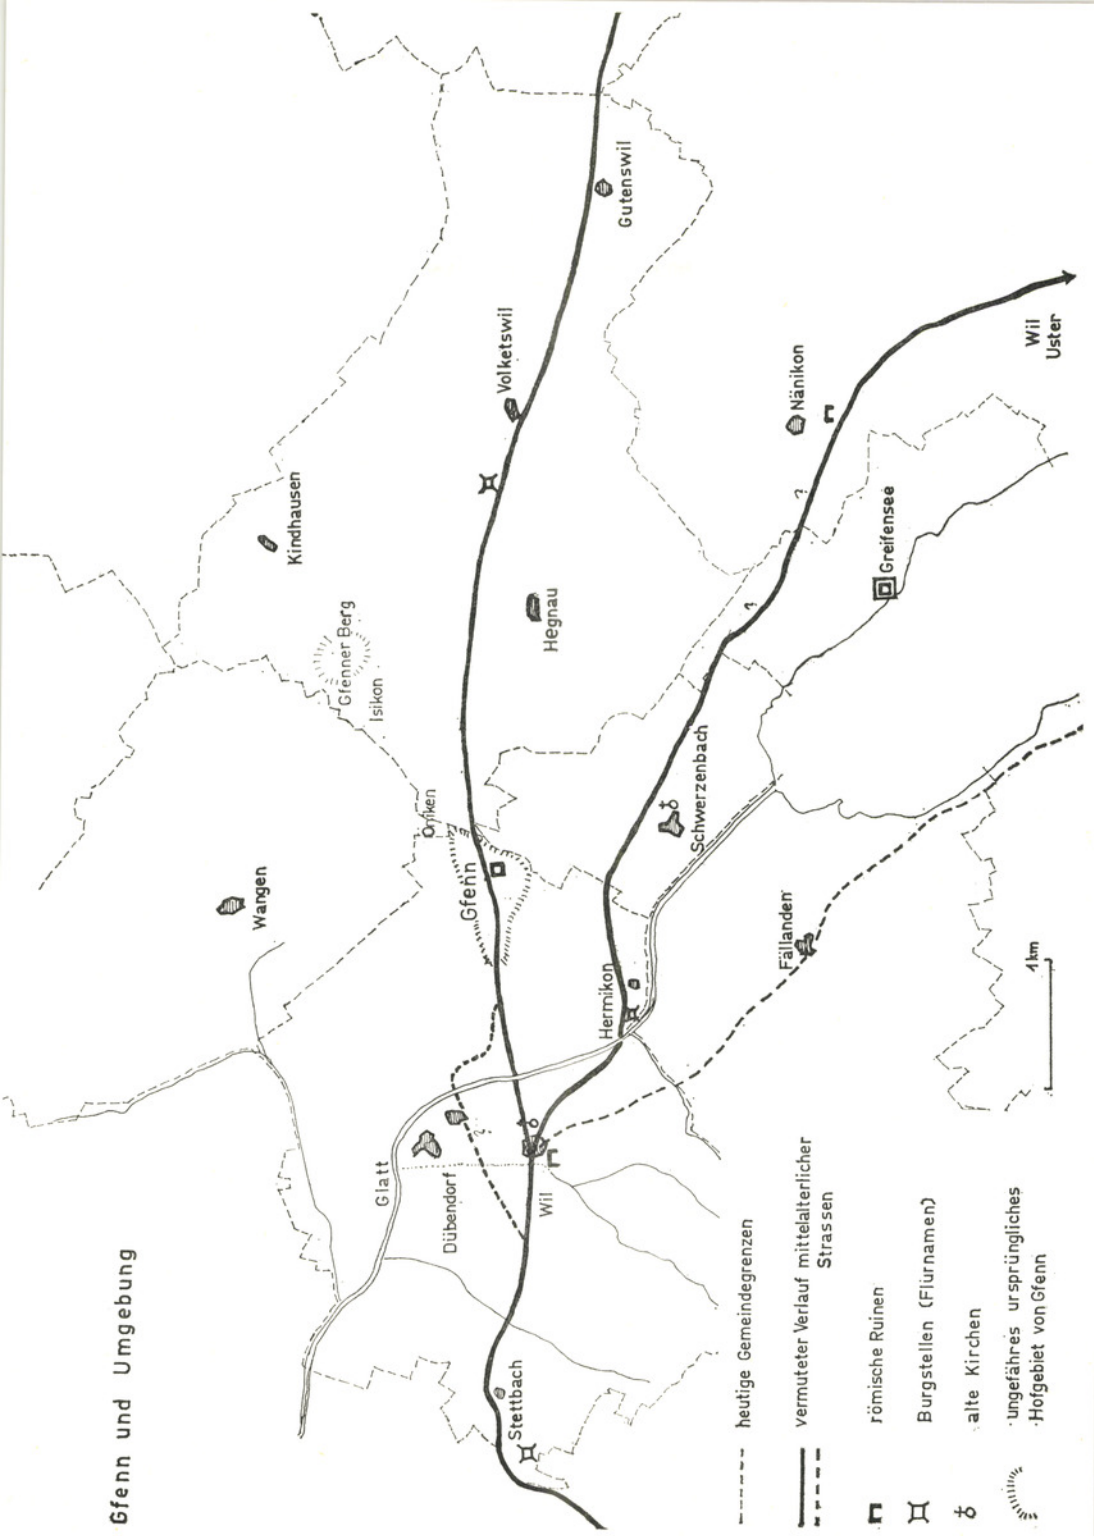 Gfenn und Umgebung
Kindhausen
Gfenner Berg
Isikon
Wangen
Gutenswil
Volketswil
Hegnau
Gfenn
Glatt
Dübendorf
Wil
Stettbach
Hermikon
Schwerzenbach
Fällanden
Greifensee
?
?
?
Nänikon
Wil
Uster
1km
heutige Gemeindegrenzen
vermuteter Verlauf mittelalterlicher
Strassen
römische Ruinen
Burgstellen (Flurnamen)
alte Kirchen
ungefähres ursprüngliches
Hofgebiet von Gfenn